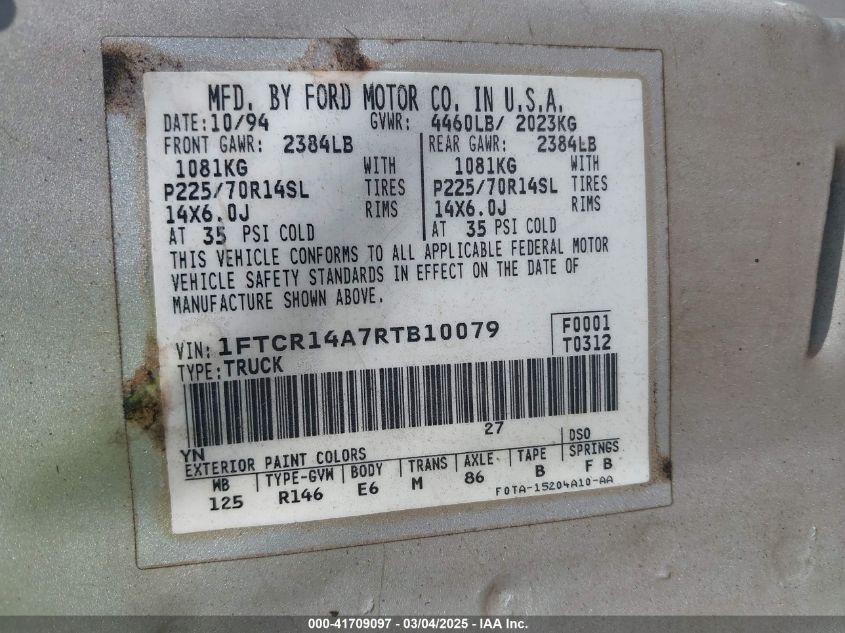 MFD. BY FORD MOTOR CO. IN U.S.A.
DATE: 10/94 GVWR: 4460LB/ 2023KG
FRONT GAWR: 2384LB REAR GAWR: 2384LB
1081KG WITH 1081KG WITH
P225/70R14SL TIRES P225/70R14SL TIRES
14X6.0J RIMS 14X6.0J RIMS
AT 35 PSI COLD AT 35 PSI COLD
THIS VEHICLE CONFORMS TO ALL APPLICABLE FEDERAL MOTOR
VEHICLE SAFETY STANDARDS IN EFFECT ON THE DATE OF
MANUFACTURE SHOWN ABOVE.
VIN: 1FTCR14A7RTB10079 F0001
TYPE: TRUCK T0312
YN 27
EXTERIOR PAINT COLORS DSO
WB TYPE-GVW BODY TRANS AXLE TAPE SPRINGS
125 R146 E6 M 86 B F B
F0TA-15204A10-AA
000-41709097 - 03/04/2025 - IAA Inc.